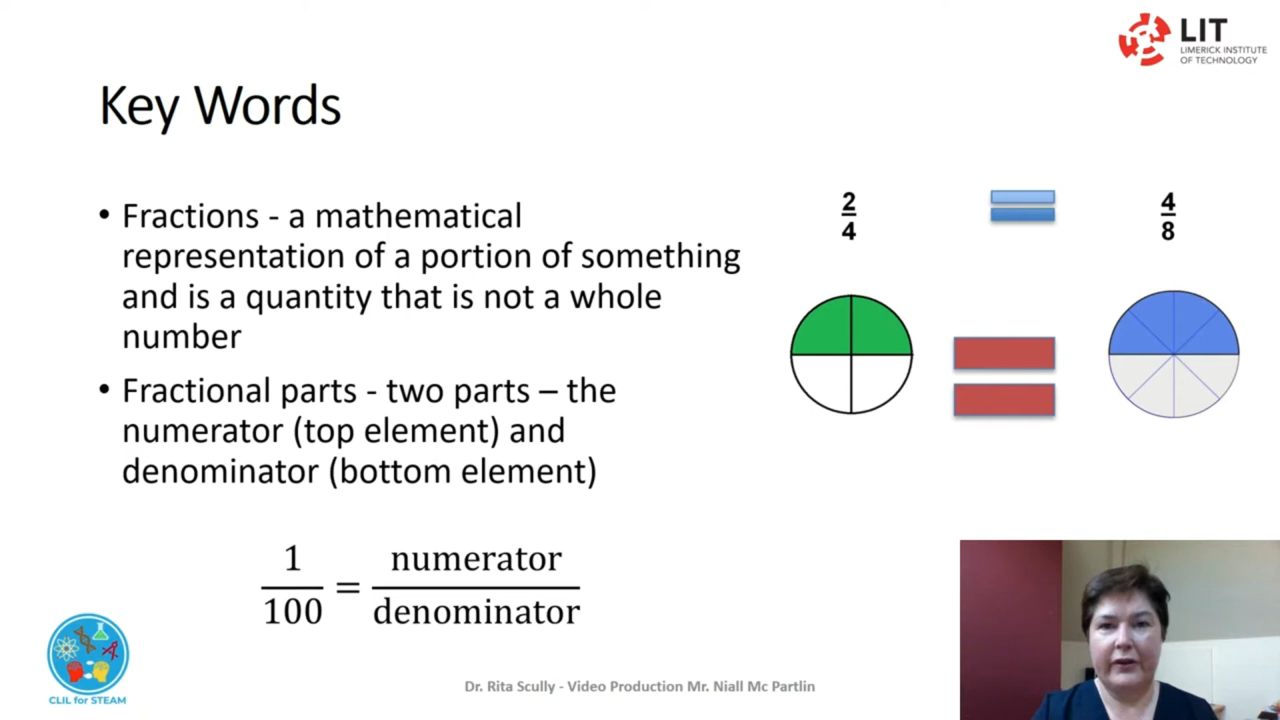 LIT
LIMERICK INSTITUTE
OF TECHNOLOGY
Key Words
• Fractions - a mathematical
representation of a portion of something
and is a quantity that is not a whole
number
• Fractional parts - two parts – the
numerator (top element) and
denominator (bottom element)
1/100 = numerator/denominator
2/4 = 4/8
CLIL for STEAM
Dr. Rita Scully - Video Production Mr. Niall Mc Partlin